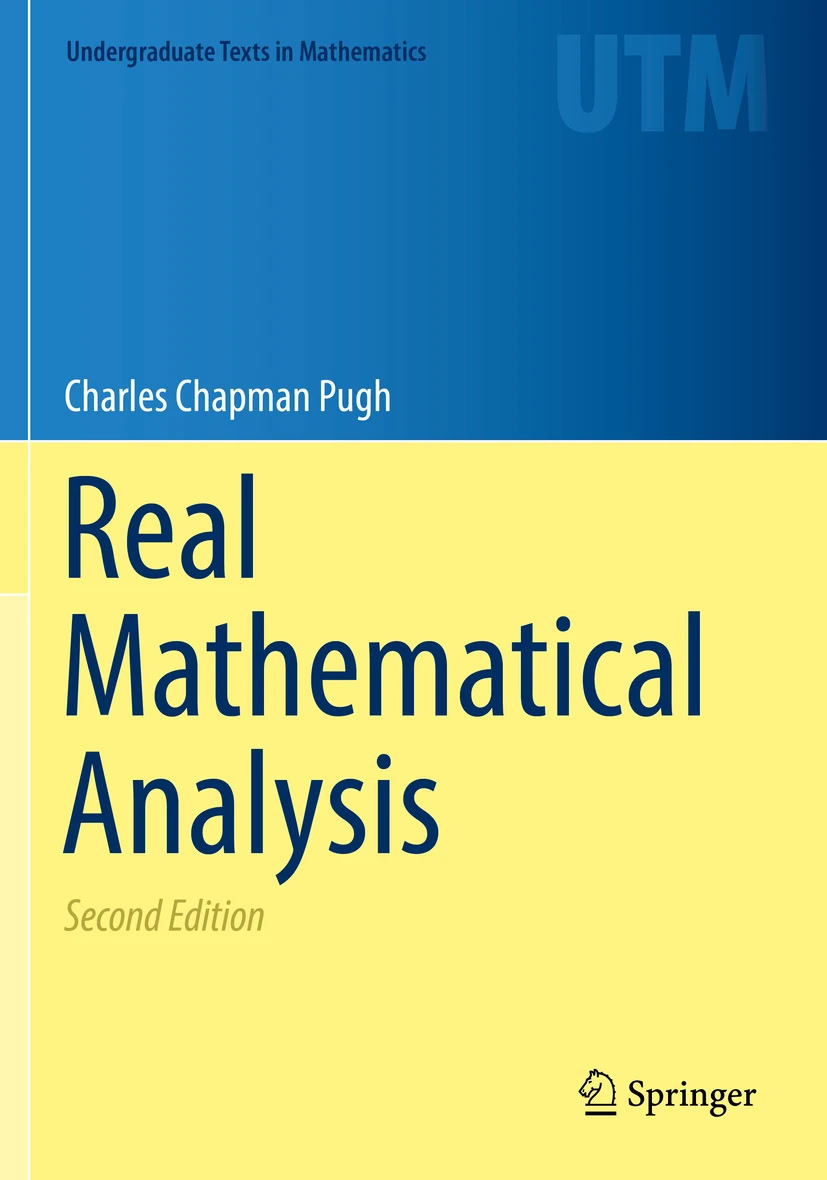 Undergraduate Texts in Mathematics
UTM
Charles Chapman Pugh
Real
Mathematical
Analysis
Second Edition
Springer